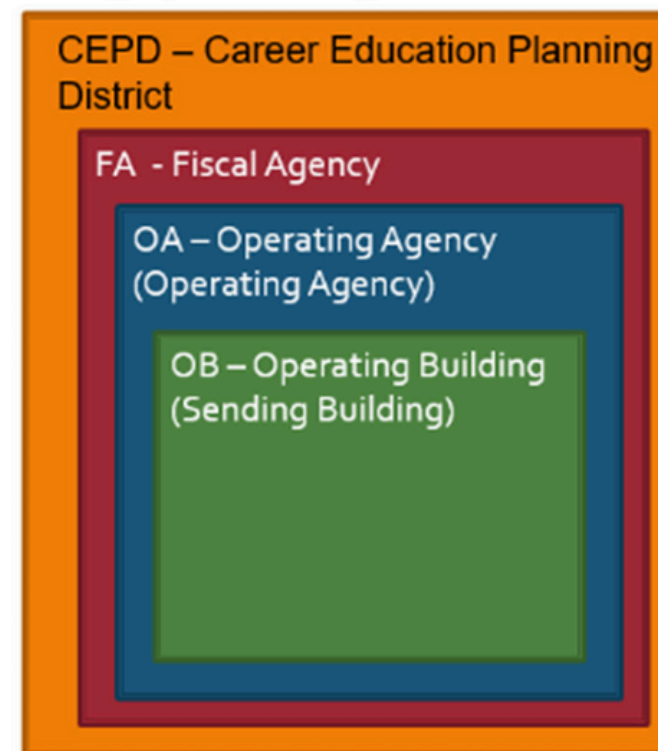 CEPD – Career Education Planning
District
FA - Fiscal Agency
OA – Operating Agency
(Operating Agency)
OB – Operating Building
(Sending Building)